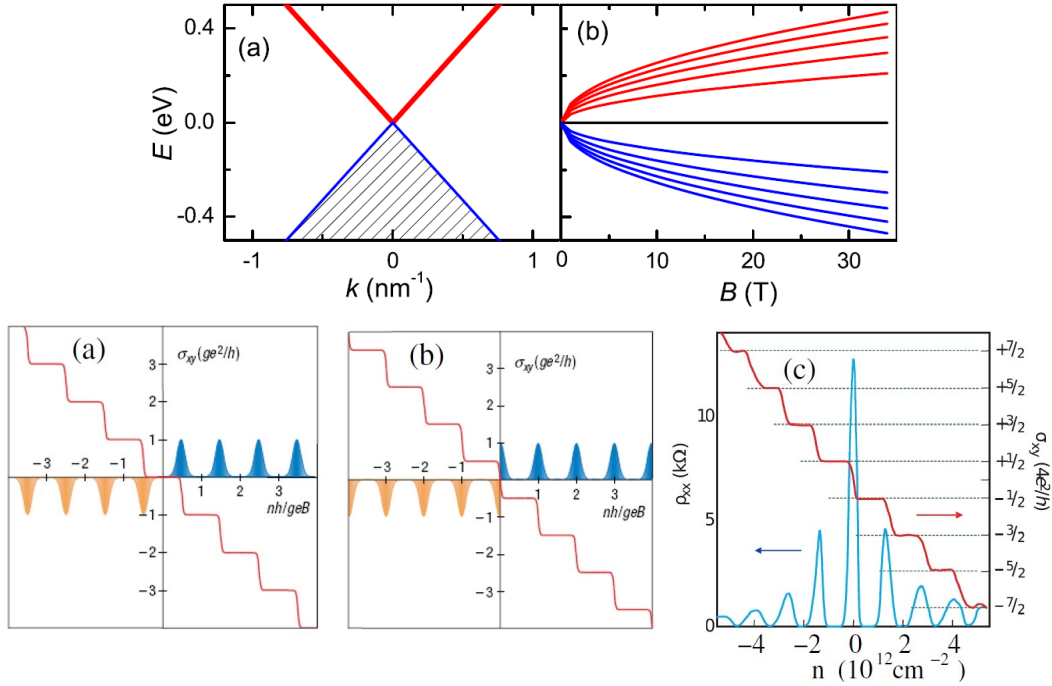 (a)
(b)
E (eV)
0.4
0.0
-0.4
-1 0 1
0 10 20 30
k (nm⁻¹)
B (T)
(a)
σxy(ge²/h)
3
2
1
−3 −2 −1
1 2 3
nh/geB
−1
−2
−3
(b)
σxy(ge²/h)
3
2
1
−3 −2 −1
1 2 3
nh/geB
−1
−2
−3
(c)
ρxx (kΩ)
10
5
0
+7/2
+5/2
+3/2
+1/2
−1/2
−3/2
−5/2
−7/2
σxy (4e²/h)
−4 −2 0 2 4
n (10¹²cm⁻²)